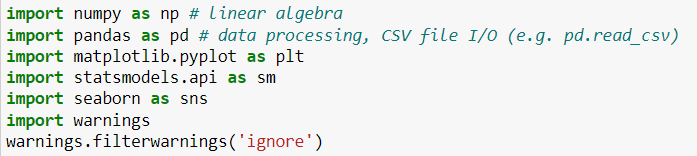 import numpy as np # linear algebra
import pandas as pd # data processing, CSV file I/O (e.g. pd.read_csv)
import matplotlib.pyplot as plt
import statsmodels.api as sm
import seaborn as sns
import warnings
warnings.filterwarnings('ignore')